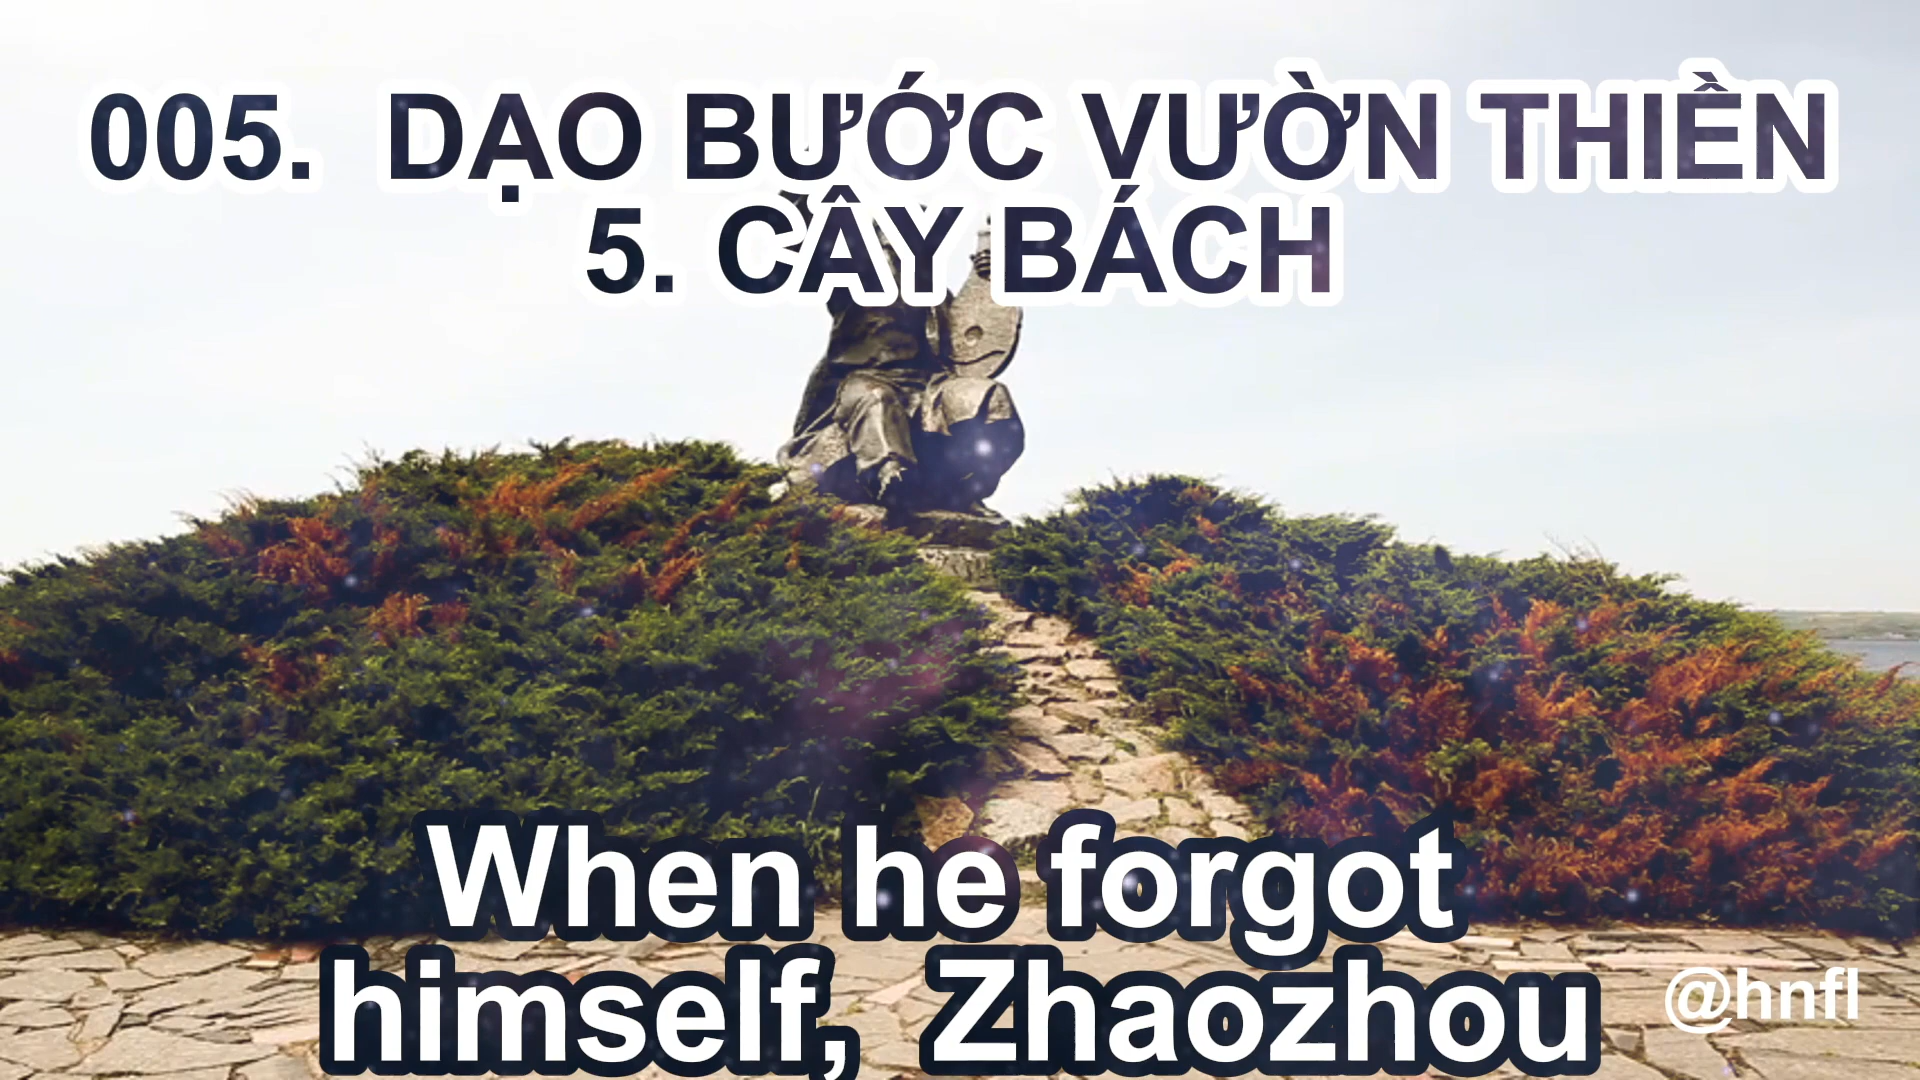 005. DẠO BƯỚC VƯỜN THIỀN
5. CÂY BÁCH
When he forgot
himself, Zhaozhou
@hnfl